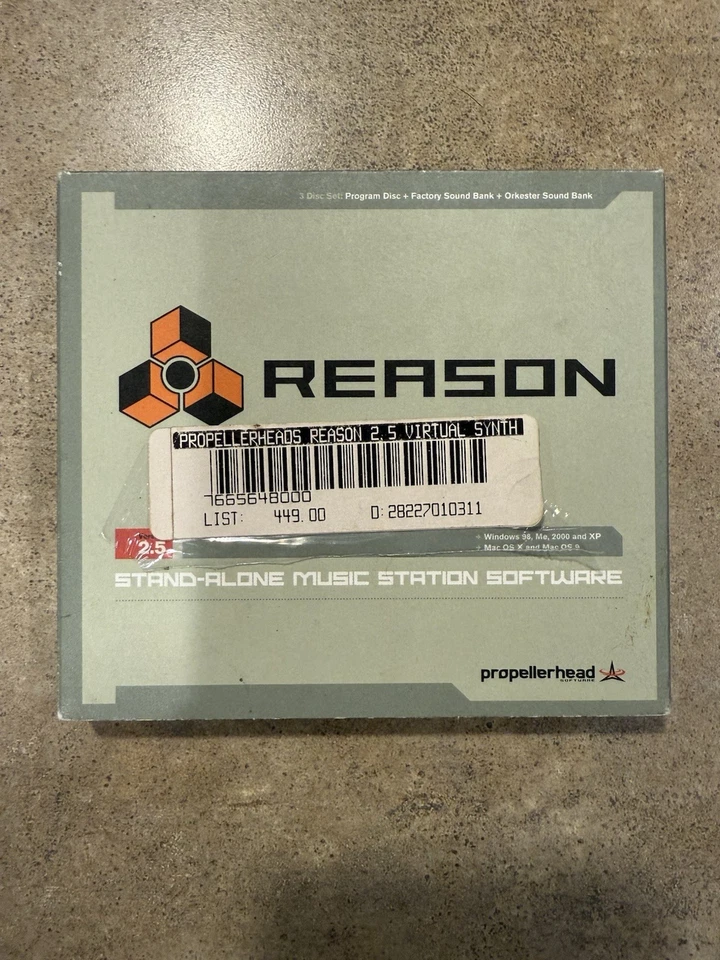 3 Disc Set: Program Disc + Factory Sound Bank + Orkester Sound Bank
REASON
PROPELLERHEADS REASON 2.5 VIRTUAL SYNTH
7665648000
LIST: 449.00 D:28227010311
2.5
+ Windows 98, Me, 2000 and XP
+ Mac OS X and Mac OS 9
STAND-ALONE MUSIC STATION SOFTWARE
propellerhead
SOFTWARE